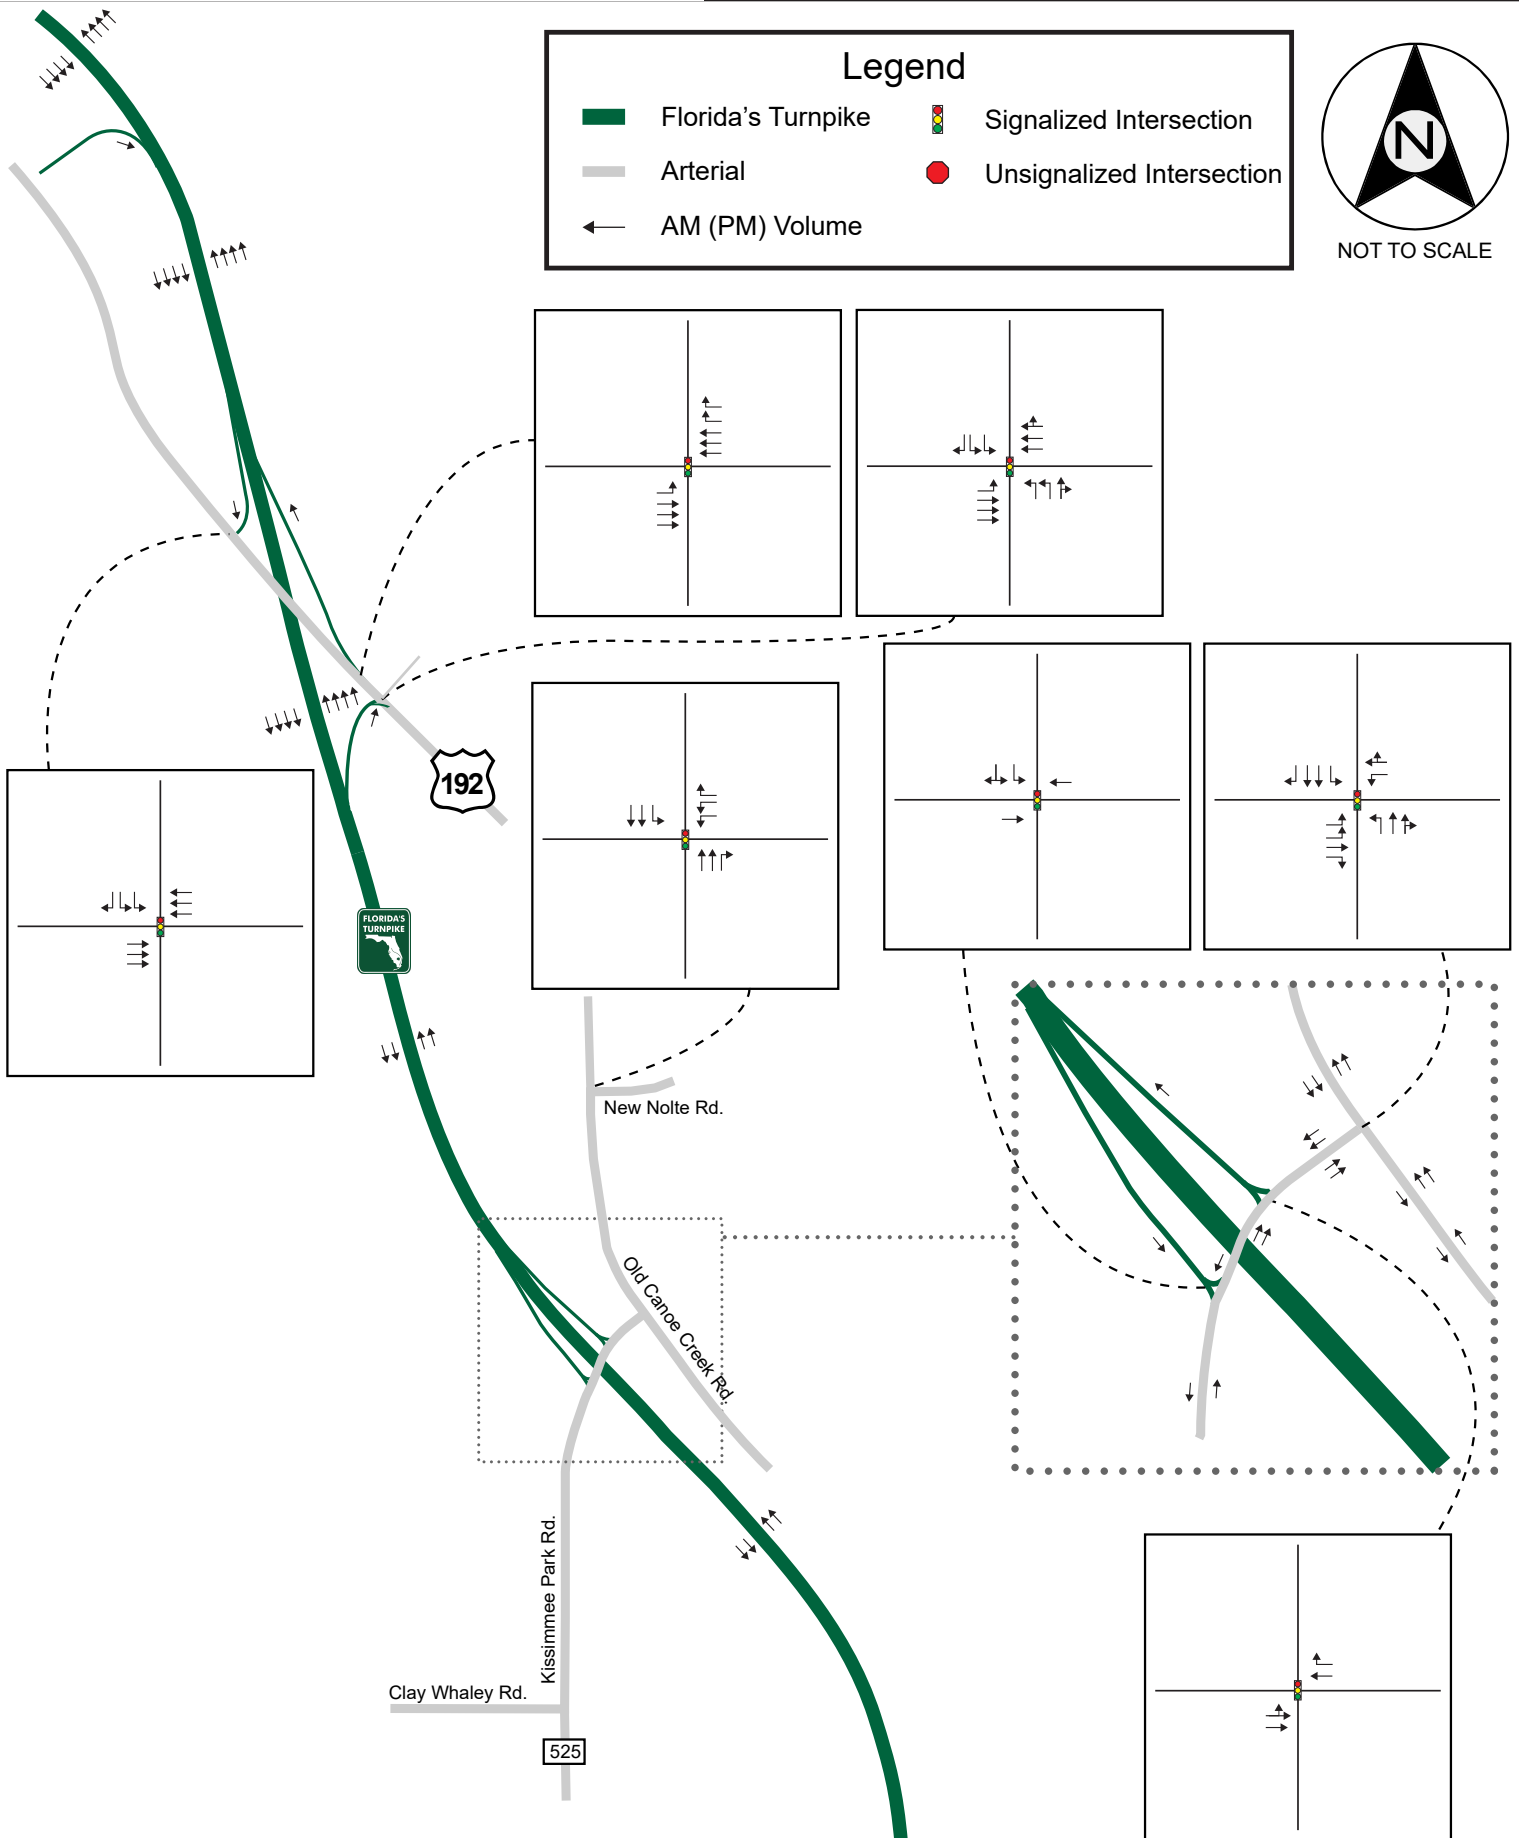 Legend
Florida's Turnpike
Signalized Intersection
Arterial
Unsignalized Intersection
AM (PM) Volume
N
NOT TO SCALE
192
FLORIDA'S
TURNPIKE
New Nolte Rd.
Old Canoe Creek Rd.
Kissimmee Park Rd.
Clay Whaley Rd.
525